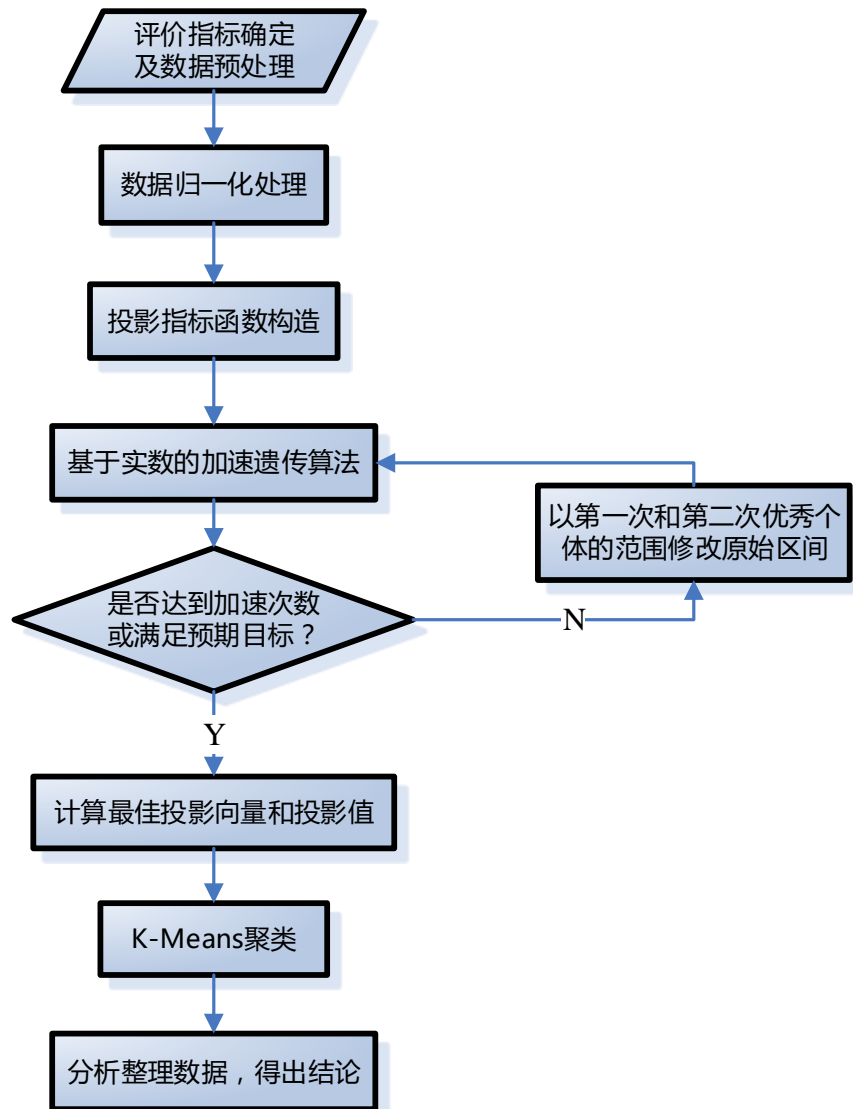 评价指标确定
及数据预处理
数据归一化处理
投影指标函数构造
基于实数的加速遗传算法
以第一次和第二次优秀个
体的范围修改原始区间
是否达到加速次数
或满足预期目标？
N
Y
计算最佳投影向量和投影值
K-Means聚类
分析整理数据，得出结论